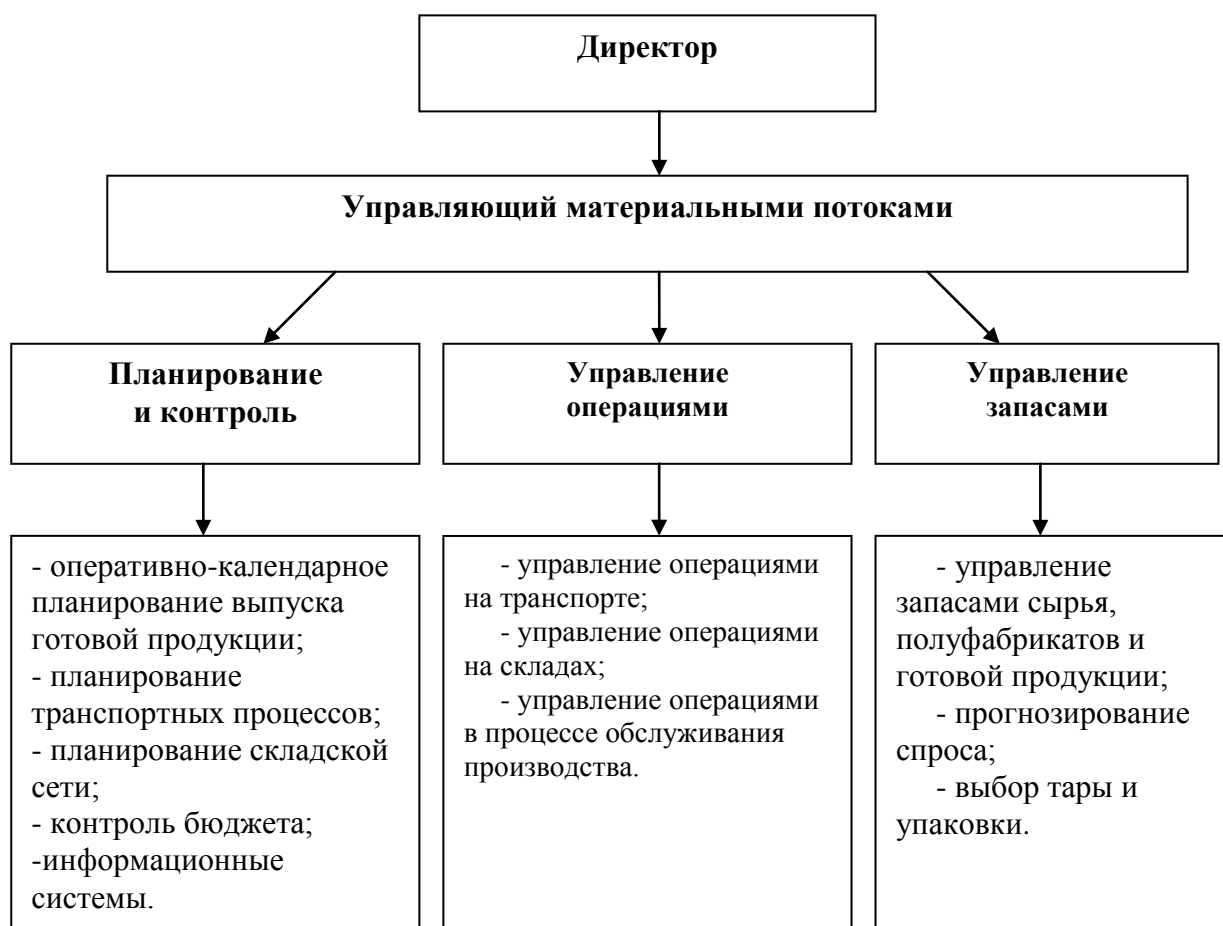 Директор
Управляющий материальными потоками
Планирование
и контроль
Управление
операциями
Управление
запасами
- оперативно-календарное
планирование выпуска
готовой продукции;
- планирование
транспортных процессов;
- планирование складской
сети;
- контроль бюджета;
-информационные
системы.
- управление операциями
на транспорте;
- управление операциями
на складах;
- управление операциями
в процессе обслуживания
производства.
- управление
запасами сырья,
полуфабрикатов и
готовой продукции;
- прогнозирование
спроса;
- выбор тары и
упаковки.